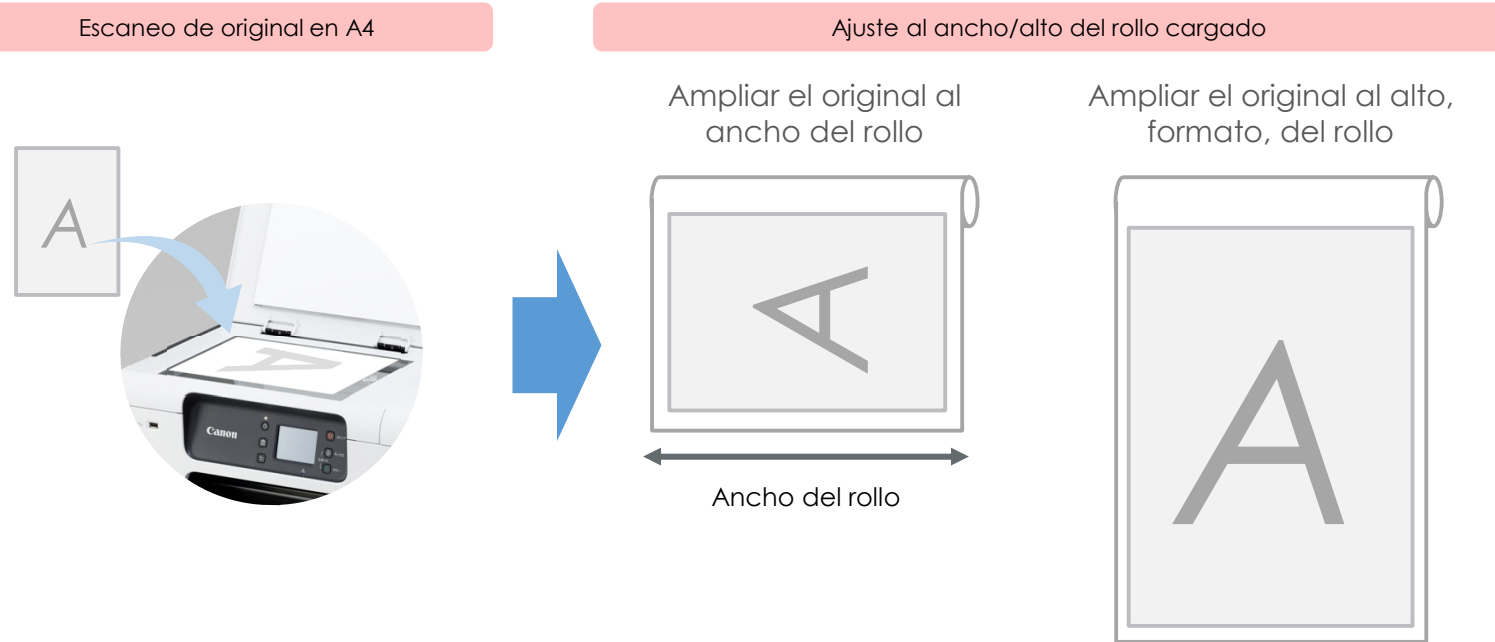 Escaneo de original en A4
Ajuste al ancho/alto del rollo cargado
Ampliar el original al
ancho del rollo
Ampliar el original al alto,
formato, del rollo
A
A
Canon
A
A
Ancho del rollo